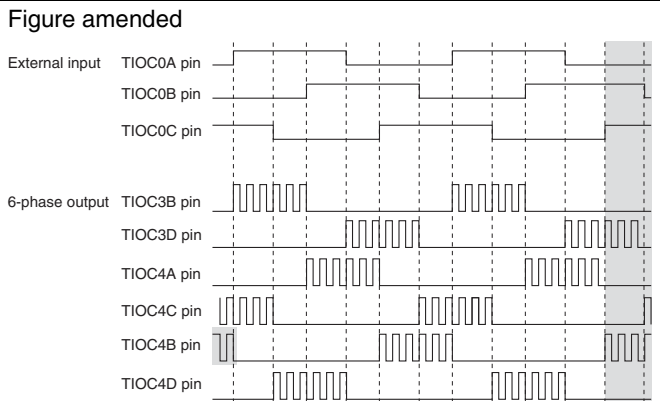 Figure amended
External input TIOC0A pin
TIOC0B pin
TIOC0C pin
6-phase output TIOC3B pin
TIOC3D pin
TIOC4A pin
TIOC4C pin
TIOC4B pin
TIOC4D pin